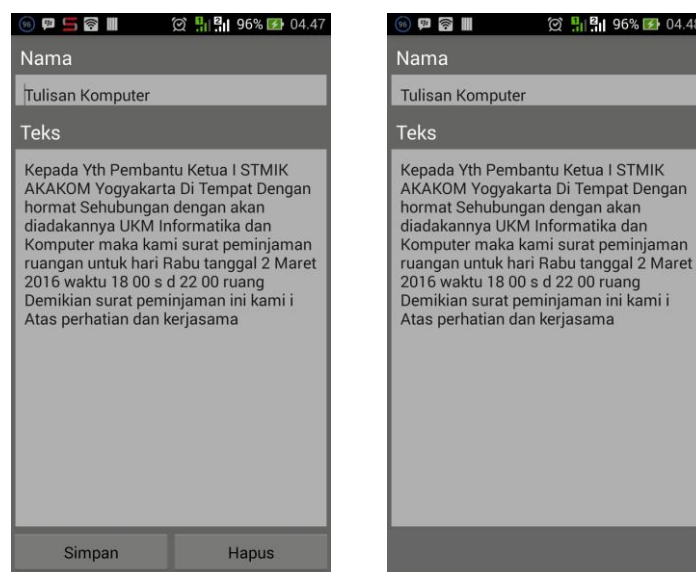 96% 04.47
Nama
Tulisan Komputer
Teks
Kepada Yth Pembantu Ketua I STMIK
AKAKOM Yogyakarta Di Tempat Dengan
hormat Sehubungan dengan akan
diadakannya UKM Informatika dan
Komputer maka kami surat peminjaman
ruangan untuk hari Rabu tanggal 2 Maret
2016 waktu 18 00 s d 22 00 ruang
Demikian surat peminjaman ini kami i
Atas perhatian dan kerjasama
Simpan
Hapus
96% 04.48
Nama
Tulisan Komputer
Teks
Kepada Yth Pembantu Ketua I STMIK
AKAKOM Yogyakarta Di Tempat Dengan
hormat Sehubungan dengan akan
diadakannya UKM Informatika dan
Komputer maka kami surat peminjaman
ruangan untuk hari Rabu tanggal 2 Maret
2016 waktu 18 00 s d 22 00 ruang
Demikian surat peminjaman ini kami i
Atas perhatian dan kerjasama